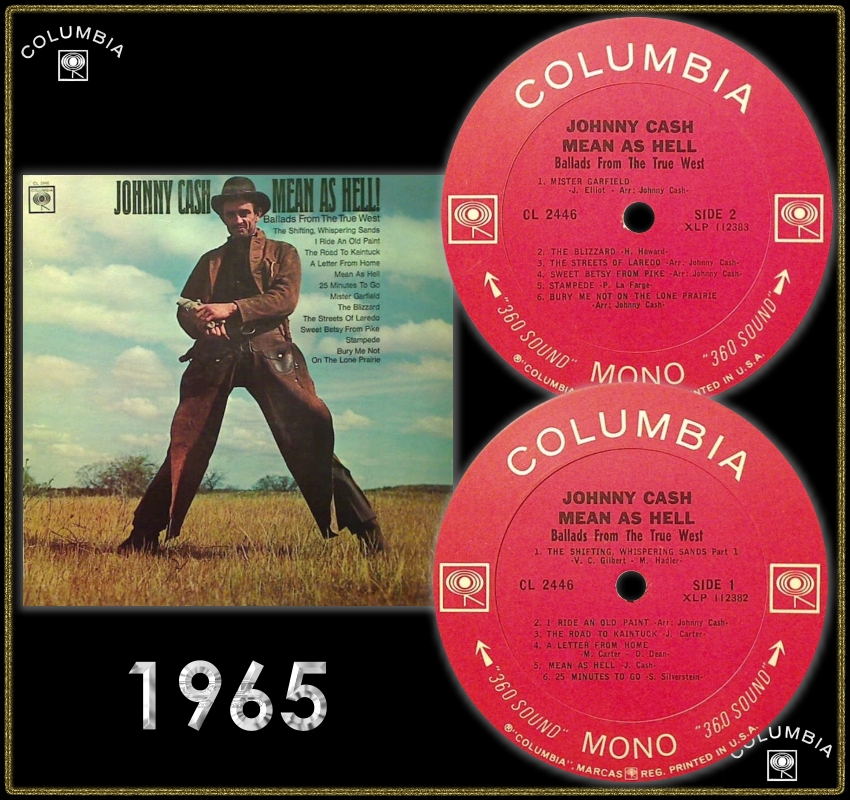 COLUMBIA
CL 2446
COLUMBIA
JOHNNY CASH MEAN AS HELL!
Ballads From The True West
The Shifting, Whispering Sands
I Ride An Old Paint
The Road To Kaintuck
A Letter From Home
Mean As Hell
25 Minutes To Go
Mister Garfield
The Blizzard
The Streets Of Laredo
Sweet Betsy From Pike
Stampede
Bury Me Not
On The Lone Prairie
1965
COLUMBIA
JOHNNY CASH
MEAN AS HELL
Ballads From The True West
1. MISTER GARFIELD
-J. Elliot - Arr: Johnny Cash-
CL 2446 SIDE 2
XLP 112383
2. THE BLIZZARD -H. Howard-
3. THE STREETS OF LAREDO -Arr: Johnny Cash-
4. SWEET BETSY FROM PIKE -Arr: Johnny Cash-
5. STAMPEDE -P. La Farge-
6. BURY ME NOT ON THE LONE PRAIRIE
-Arr: Johnny Cash-
"360 SOUND" MONO "360 SOUND"
℗"COLUMBIA" PRINTED IN U.S.A.
COLUMBIA
JOHNNY CASH
MEAN AS HELL
Ballads From The True West
1. THE SHIFTING, WHISPERING SANDS Part 1
-V. C. Gilbert - M. Hadler-
CL 2446 SIDE 1
XLP 112382
2. I RIDE AN OLD PAINT -Arr: Johnny Cash-
3. THE ROAD TO KAINTUCK -J. Carter-
4. A LETTER FROM HOME
-M. Carter - D. Dean-
5. MEAN AS HELL -J. Cash-
6. 25 MINUTES TO GO -S. Silverstein-
"360 SOUND" MONO "360 SOUND"
®"COLUMBIA", MARCAS REG. PRINTED IN U.S.A.
COLUMBIA